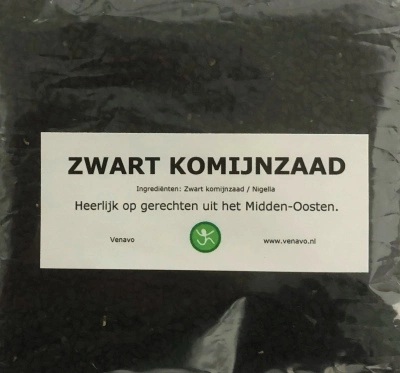 ZWART KOMIJNZAAD
Ingrediënten: Zwart komijnzaad / Nigella
Heerlijk op gerechten uit het Midden-Oosten.
Venavo www.venavo.nl